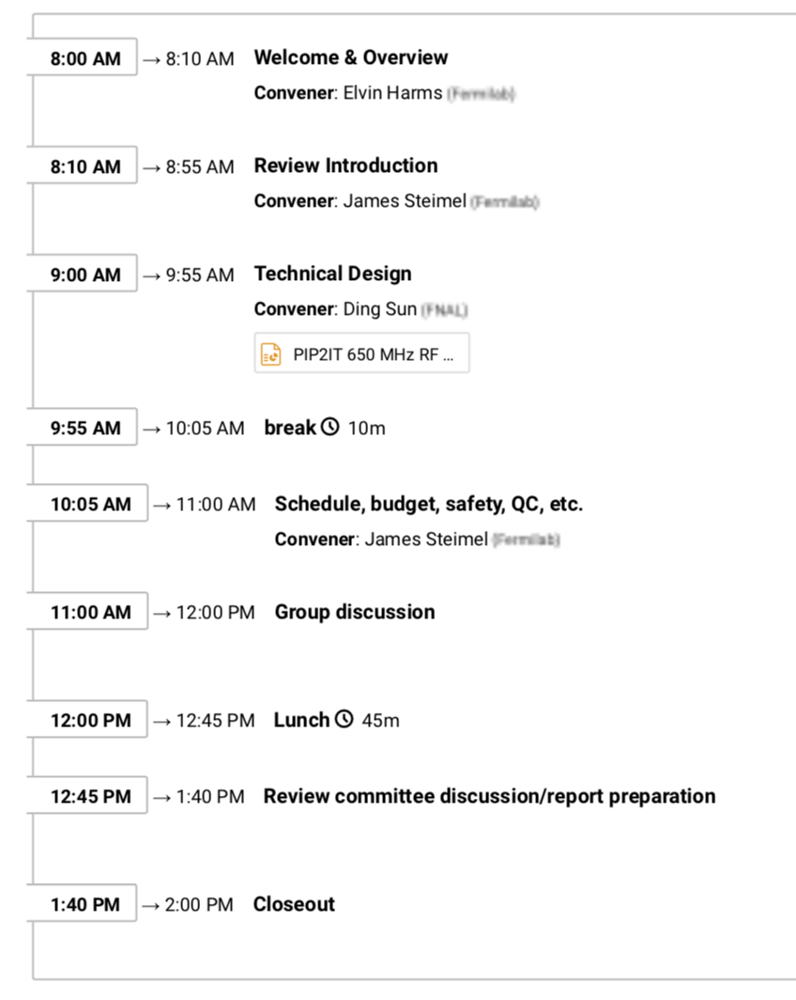 8:00 AM → 8:10 AM Welcome & Overview
Convener: Elvin Harms (Fermilab)
8:10 AM → 8:55 AM Review Introduction
Convener: James Steimel (Fermilab)
9:00 AM → 9:55 AM Technical Design
Convener: Ding Sun (FNAL)
PIP2IT 650 MHz RF ...
9:55 AM → 10:05 AM break 10m
10:05 AM → 11:00 AM Schedule, budget, safety, QC, etc.
Convener: James Steimel (Fermilab)
11:00 AM → 12:00 PM Group discussion
12:00 PM → 12:45 PM Lunch 45m
12:45 PM → 1:40 PM Review committee discussion/report preparation
1:40 PM → 2:00 PM Closeout